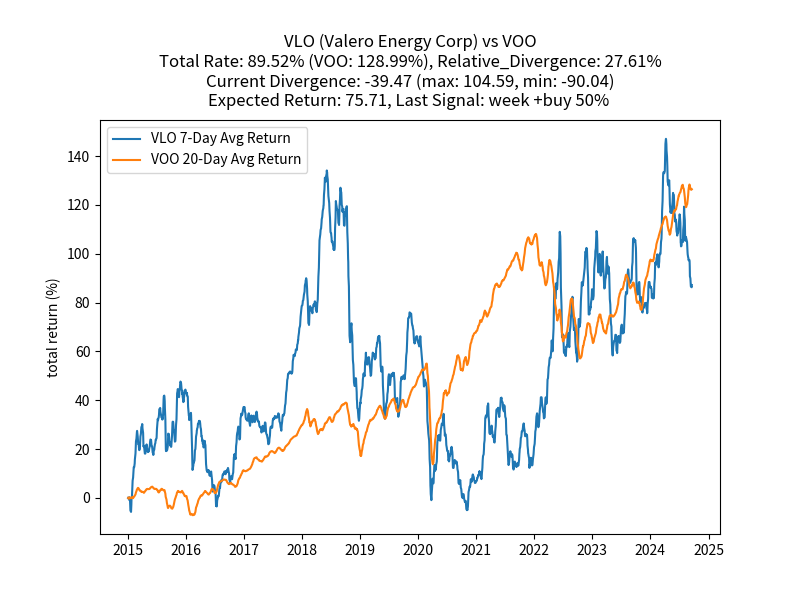 VLO (Valero Energy Corp) vs VOO
Total Rate: 89.52% (VOO: 128.99%), Relative_Divergence: 27.61%
Current Divergence: -39.47 (max: 104.59, min: -90.04)
Expected Return: 75.71, Last Signal: week +buy 50%
VLO 7-Day Avg Return
VOO 20-Day Avg Return
total return (%)
140
120
100
80
60
40
20
0
2015 2016 2017 2018 2019 2020 2021 2022 2023 2024 2025